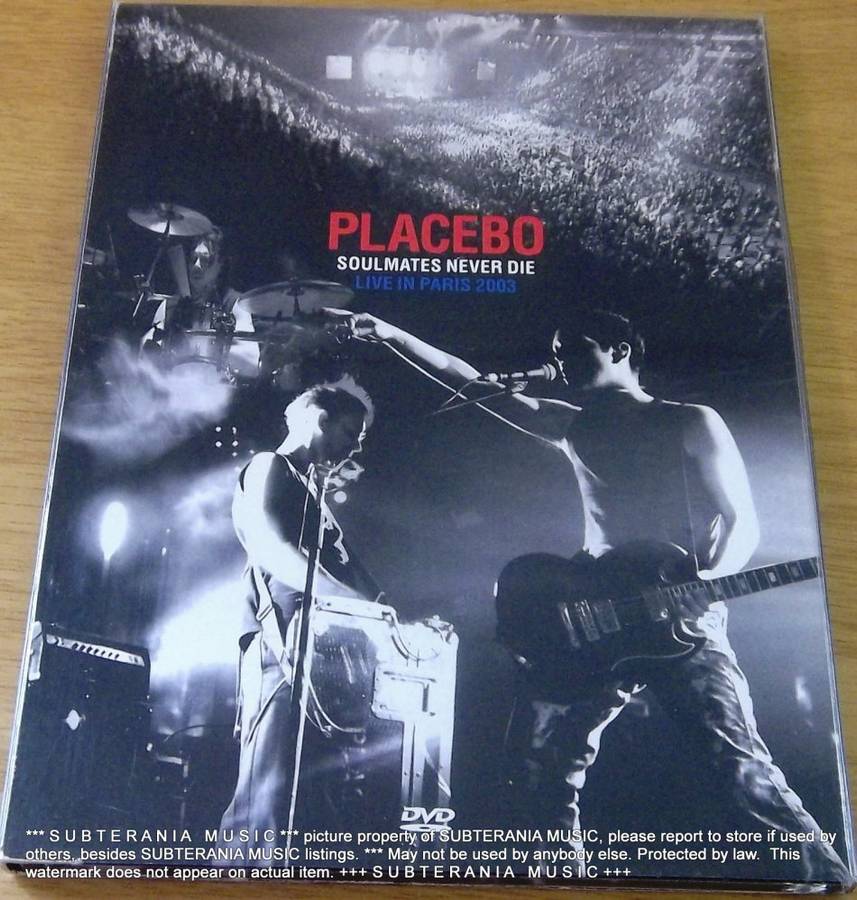 PLACEBO
SOULMATES NEVER DIE
LIVE IN PARIS 2003
DVD
*** S U B T E R A N I A  M U S I C *** picture property of SUBTERANIA MUSIC, please report to store if used by
others, besides SUBTERANIA MUSIC listings. *** May not be used by anybody else. Protected by law. This
watermark does not appear on actual item. +++ S U B T E R A N I A  M U S I C +++